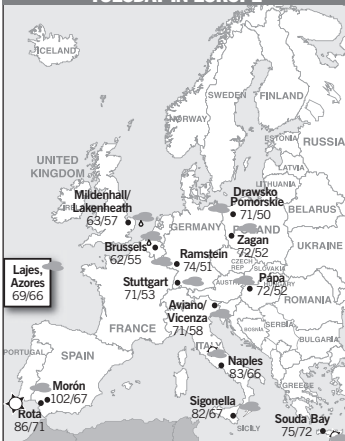 TUESDAY IN EUROPE
ICELAND
SWEDEN
FINLAND
NORWAY
ESTONIA
RUSSIA
LATVIA
LITHUANIA
UNITED
KINGDOM
Mildenhall/
Lakenheath
63/57
Drawsko
Pomorskie
71/50
BELARUS
GERMANY
Zagan
72/52
Brussels
62/55
Ramstein
74/51
UKRAINE
CZECH
REP
SLOVAKIA
Lajes,
Azores
69/66
Stuttgart
71/53
Pápa
72/52
Aviano/
Vicenza
71/58
ROMANIA
FRANCE
BOSNIA
SERBIA
BULGARIA
ITALY
PORTUGAL
SPAIN
Naples
83/66
Morón
102/67
Rota
86/71
Sigonella
82/67
SICILY
GREECE
Souda Bay
75/72